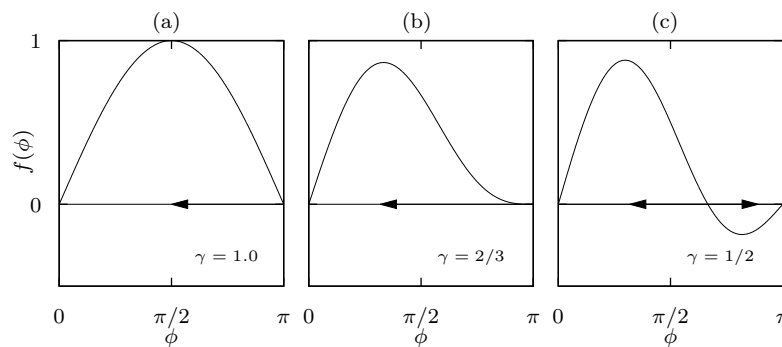 (a) (b) (c)
1
f(ϕ)
0
γ = 1.0 γ = 2/3 γ = 1/2
0 π/2 π 0 π/2 π 0 π/2 π
ϕ ϕ ϕ